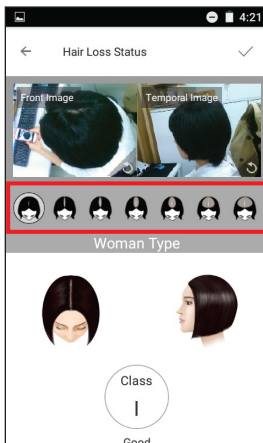 4:21
Hair Loss Status
Front Image
Temporal Image
Woman Type
Class
I
Good